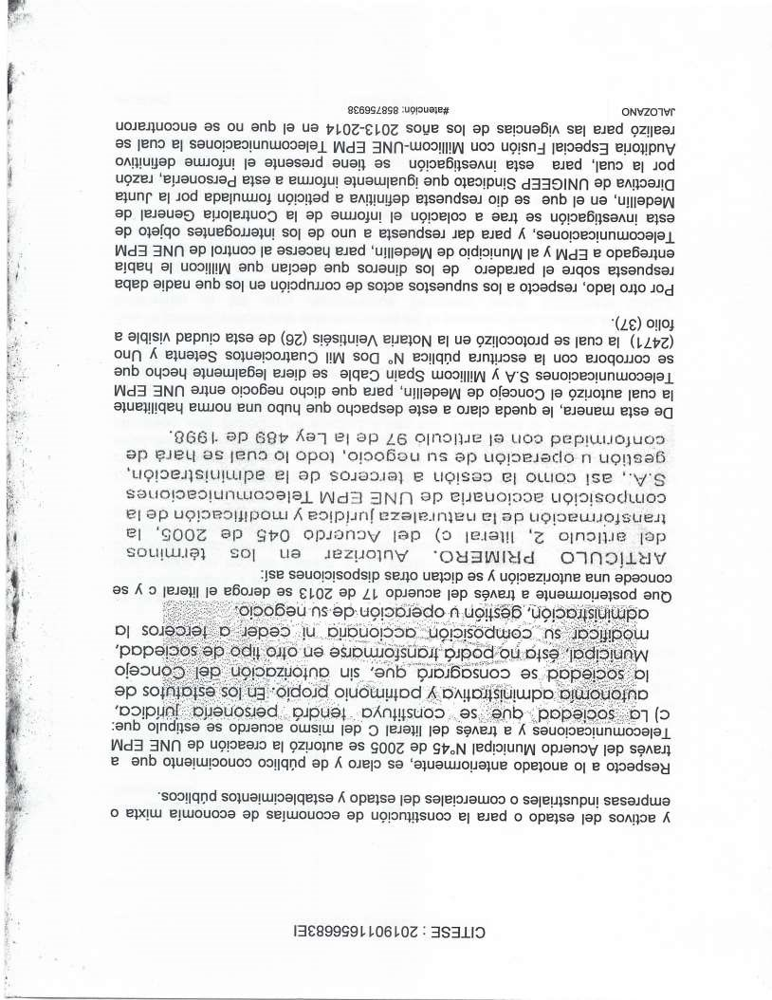 CITESE : 20190116566683EI
y activos del estado o para la constitución de economías de economía mixta o
empresas industriales o comerciales del estado y establecimientos públicos.
Respecto a lo anotado anteriormente, es claro y de público conocimiento que a
través del Acuerdo Municipal N°45 de 2005 se autorizó la creación de UNE EPM
Telecomunicaciones y a través del literal C del mismo acuerdo se estipulo que:
c) La sociedad que se constituya tendrá personería jurídica,
autonomía administrativa y patrimonio propio. En los estatutos de
la sociedad se consagrará que, sin autorización del Concejo
Municipal, ésta no podrá transformarse en otro tipo de sociedad,
modificar su composición accionaria ni ceder a terceros la
administración, gestión u operación de su negocio.
Que posteriormente a través del acuerdo 17 de 2013 se deroga el literal c y se
concede una autorización y se dictan otras disposiciones así:
ARTÍCULO PRIMERO. Autorizar en los términos
del artículo 2, literal c) del Acuerdo 045 de 2005, la
transformación de la naturaleza jurídica y modificación de la
composición accionaria de UNE EPM Telecomunicaciones
S.A., así como la cesión a terceros de la administración,
gestión u operación de su negocio, todo lo cual se hará de
conformidad con el artículo 97 de la Ley 489 de 1998.
De esta manera, le queda claro a este despacho que hubo una norma habilitante
la cual autorizó el Concejo de Medellín, para que dicho negocio entre UNE EPM
Telecomunicaciones S.A y Millicom Spain Cable se diera legalmente hecho que
se corrobora con la escritura pública N° Dos Mil Cuatrocientos Setenta y Uno
(2471) la cual se protocolizó en la Notaria Veintiséis (26) de esta ciudad visible a
folio (37).
Por otro lado, respecto a los supuestos actos de corrupción en los que nadie daba
respuesta sobre el paradero de los dineros que decían que Millicon le había
entregado a EPM y al Municipio de Medellín, para hacerse al control de UNE EPM
Telecomunicaciones, y para dar respuesta a uno de los interrogantes objeto de
esta investigación se trae a colación el informe de la Contraloría General de
Medellín, en el que se dio respuesta definitiva a petición formulada por la Junta
Directiva de UNIGEEP Sindicato que igualmente informa a esta Personería, razón
por la cual, para esta investigación se tiene presente el informe definitivo
Auditoria Especial Fusión con Millicom-UNE EPM Telecomunicaciones la cual se
realizó para las vigencias de los años 2013-2014 en el que no se encontraron
JALOZANO #atención: 858756938